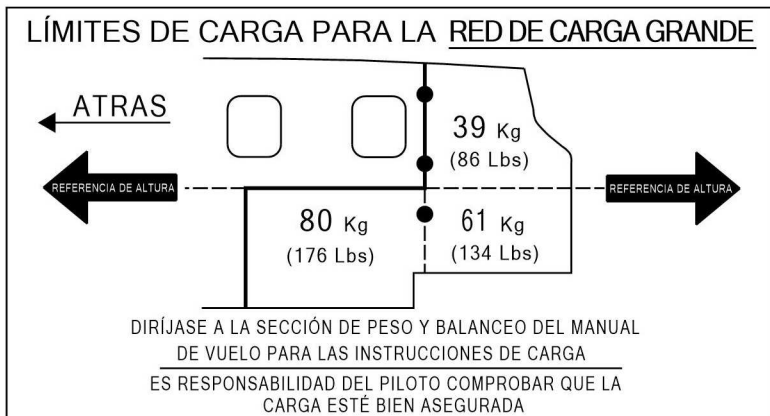 LÍMITES DE CARGA PARA LA RED DE CARGA GRANDE
ATRAS
39 Kg
(86 Lbs)
REFERENCIA DE ALTURA
REFERENCIA DE ALTURA
80 Kg
(176 Lbs)
61 Kg
(134 Lbs)
DIRÍJASE A LA SECCIÓN DE PESO Y BALANCEO DEL MANUAL
DE VUELO PARA LAS INSTRUCCIONES DE CARGA
ES RESPONSABILIDAD DEL PILOTO COMPROBAR QUE LA
CARGA ESTÉ BIEN ASEGURADA